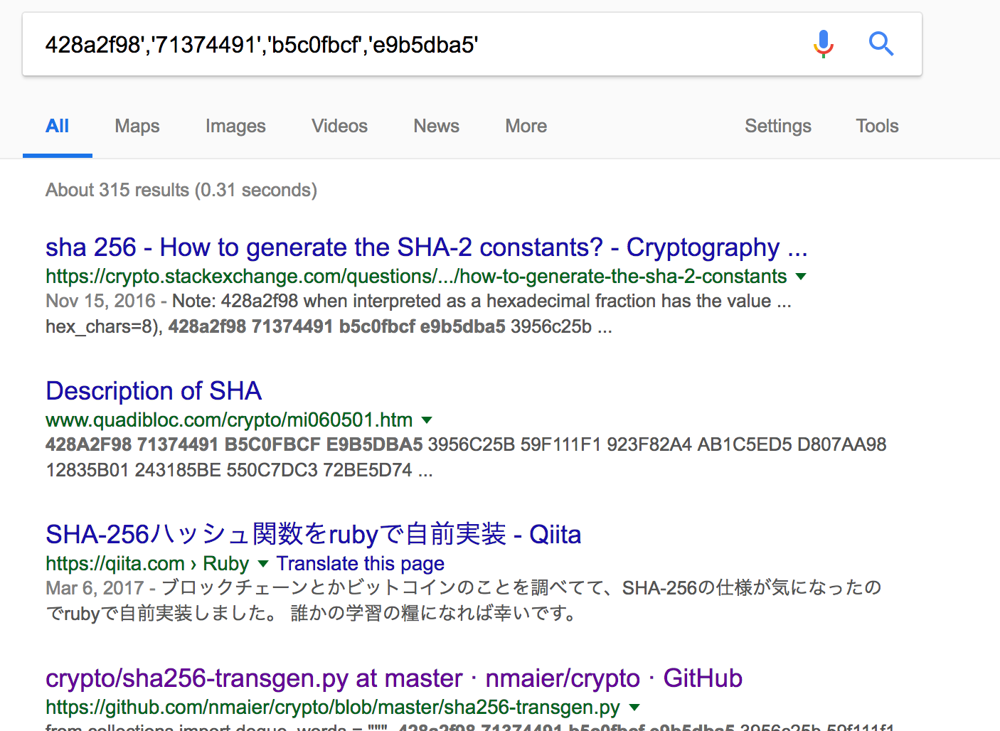 428a2f98','71374491','b5c0fbcf','e9b5dba5'
All Maps Images Videos News More Settings Tools
About 315 results (0.31 seconds)
sha 256 - How to generate the SHA-2 constants? - Cryptography ...
https://crypto.stackexchange.com/questions/.../how-to-generate-the-sha-2-constants
Nov 15, 2016 - Note: 428a2f98 when interpreted as a hexadecimal fraction has the value ...
hex_chars=8), 428a2f98 71374491 b5c0fbcf e9b5dba5 3956c25b ...
Description of SHA
www.quadibloc.com/crypto/mi060501.htm
428A2F98 71374491 B5C0FBCF E9B5DBA5 3956C25B 59F111F1 923F82A4 AB1C5ED5 D807AA98
12835B01 243185BE 550C7DC3 72BE5D74 ...
SHA-256ハッシュ関数をrubyで自前実装 - Qiita
https://qiita.com › Ruby Translate this page
Mar 6, 2017 - ブロックチェーンとかビットコインのことを調べてて、SHA-256の仕様が気になったの
でrubyで自前実装しました。 誰かの学習の糧になれば幸いです。
crypto/sha256-transgen.py at master · nmaier/crypto · GitHub
https://github.com/nmaier/crypto/blob/master/sha256-transgen.py
from collections import deque. words = """. 428a2f98 71374491 b5c0fbcf e9b5dba5 3956c25b 59f111f1